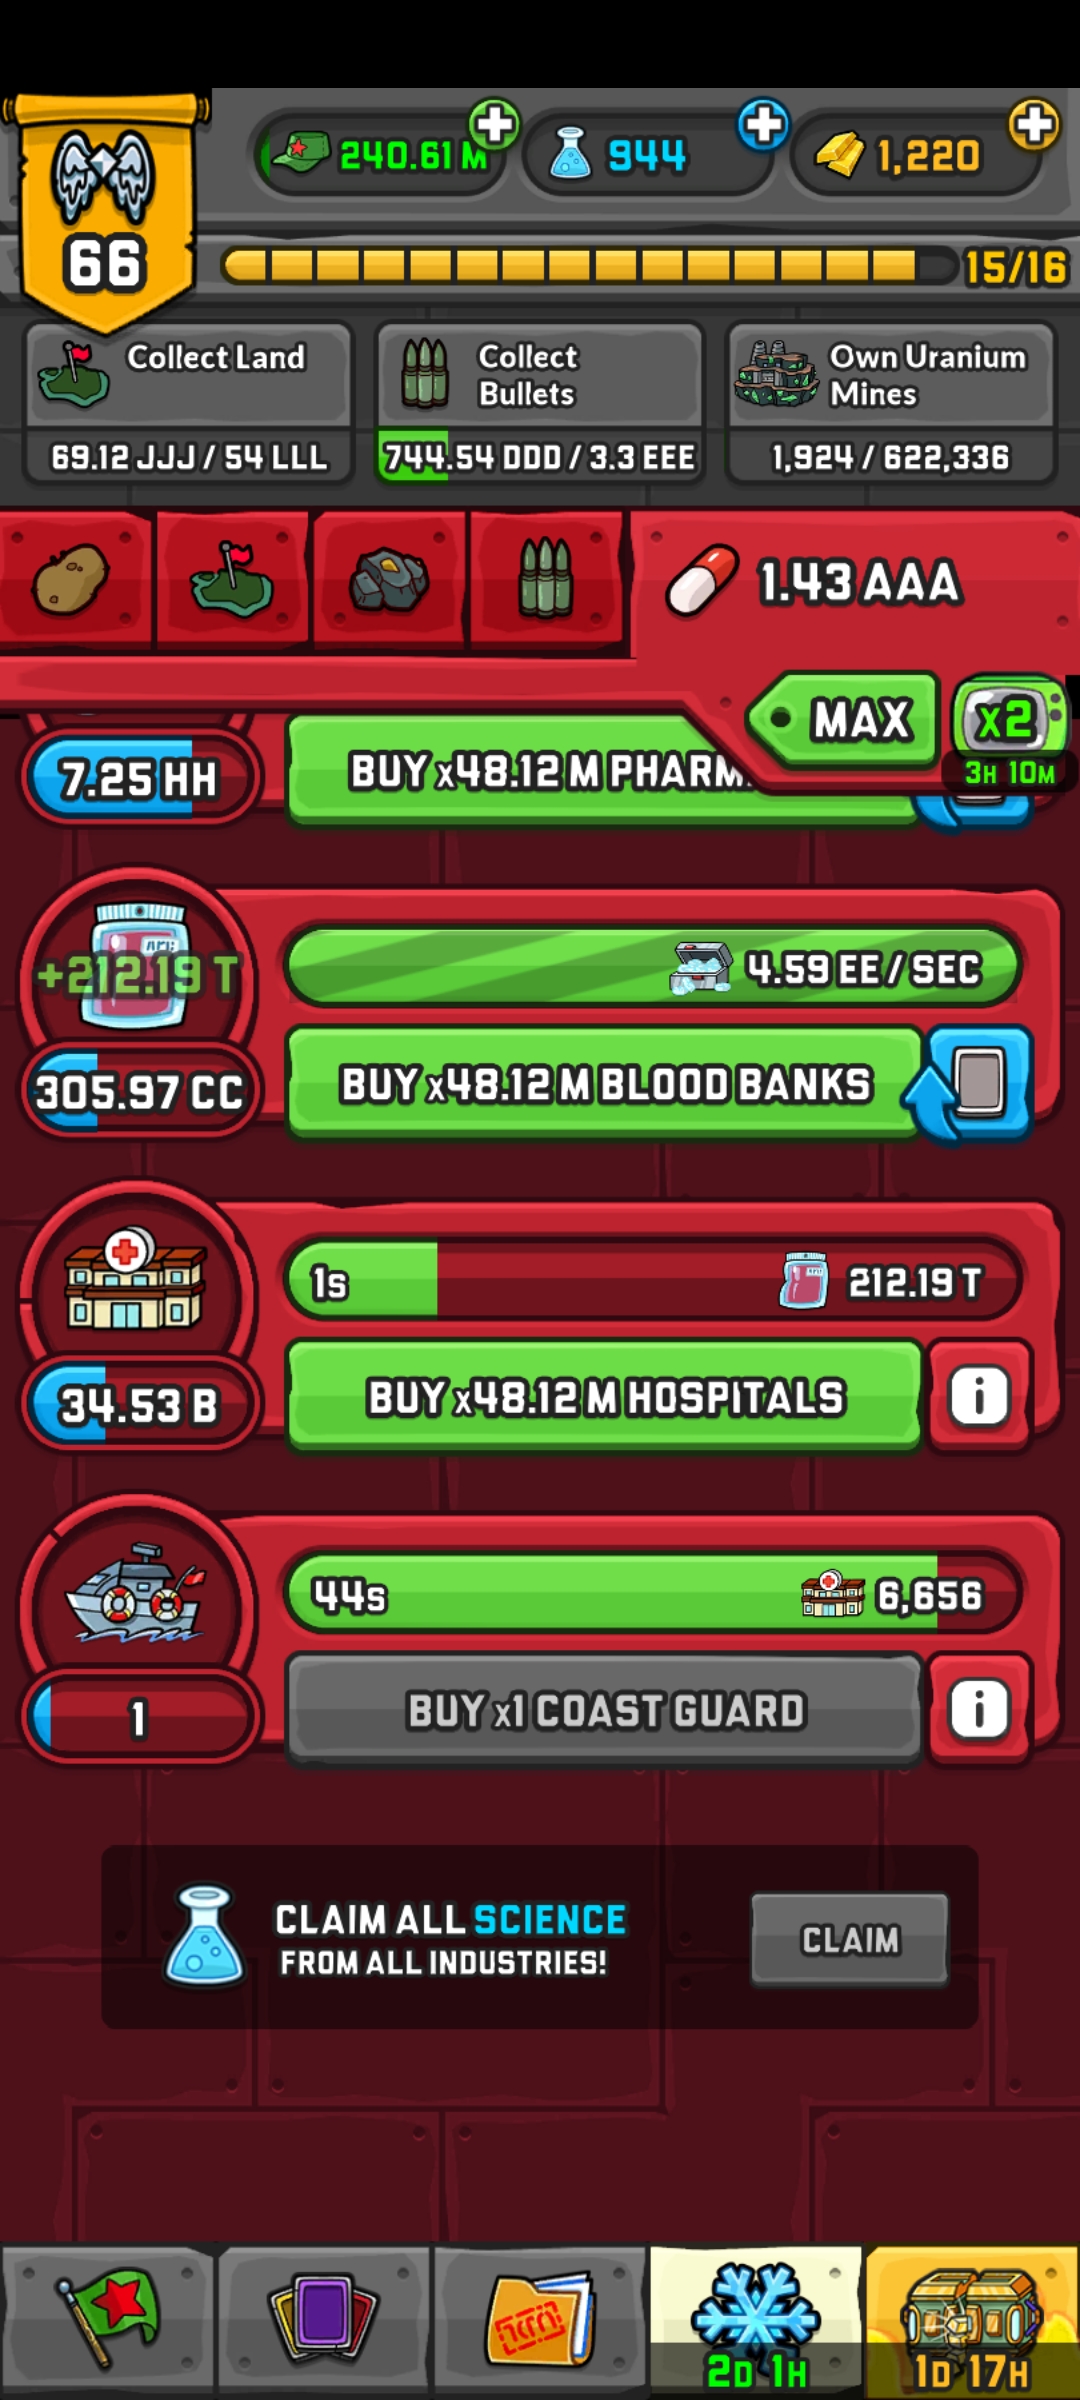 240.61 M
944
1,220
66
15/16
Collect Land
69.12 JJJ / 54 LLL
Collect
Bullets
744.54 DDD / 3.3 EEE
Own Uranium
Mines
1,924 / 622,336
1.43 AAA
MAX
x2
3H 10M
7.25 HH
BUY x48.12 M PHARM
+212.19 T
4.59 EE / SEC
305.97 CC
BUY x48.12 M BLOOD BANKS
1s
212.19 T
34.53 B
BUY x48.12 M HOSPITALS
i
44s
6,656
1
BUY x1 COAST GUARD
i
CLAIM ALL SCIENCE
FROM ALL INDUSTRIES!
CLAIM
2D 1H
1D 17H